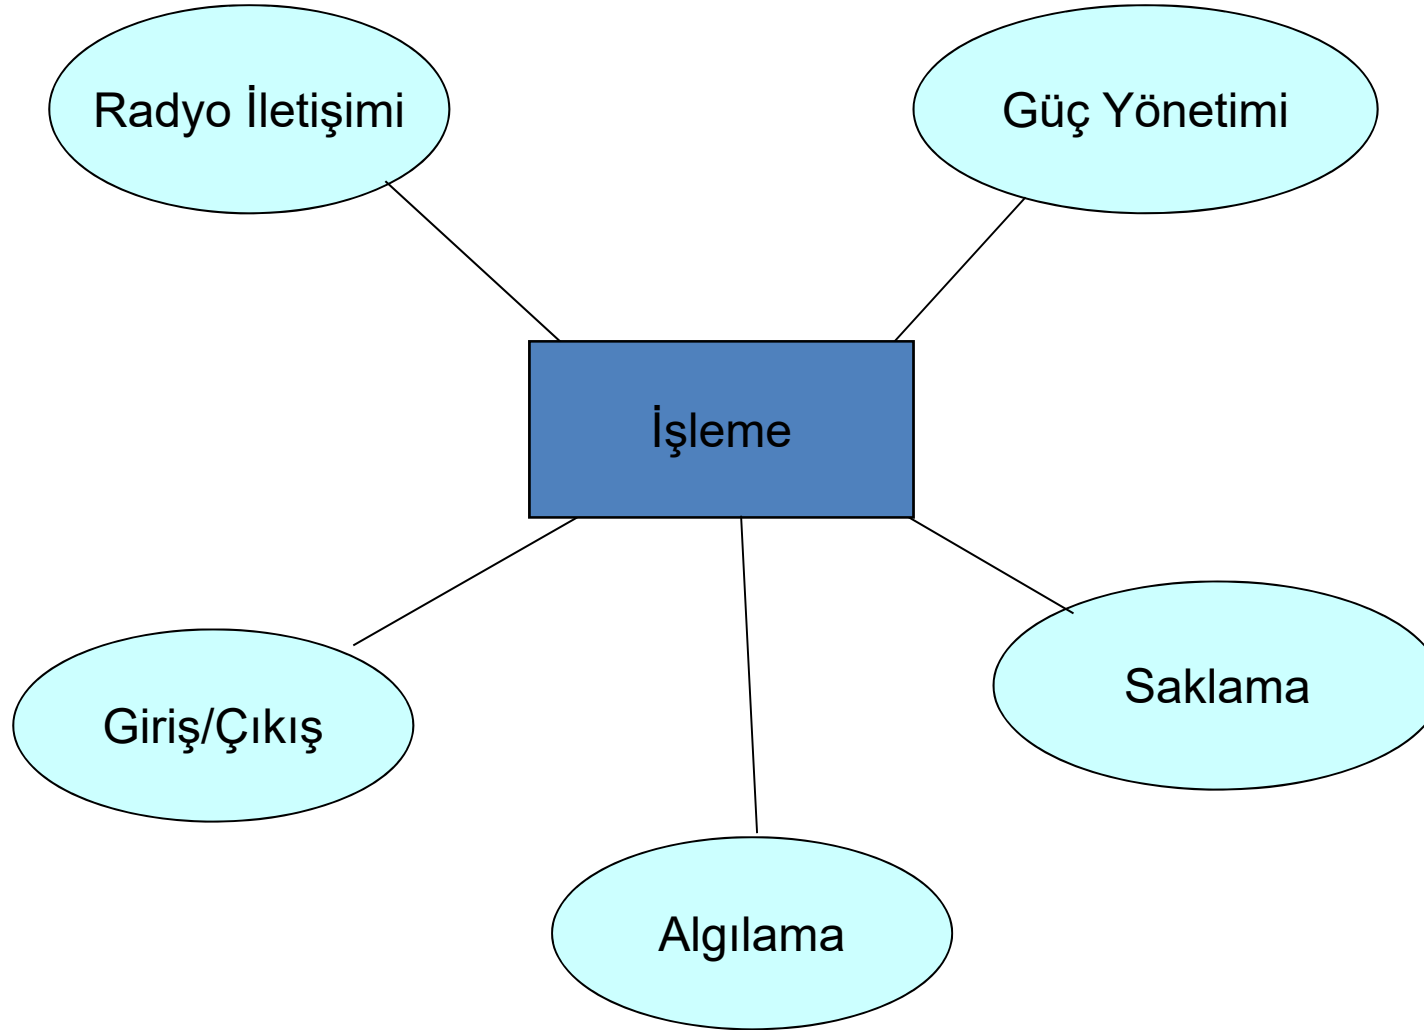 Radyo İletişimi
Güç Yönetimi
İşleme
Saklama
Giriş/Çıkış
Algılama